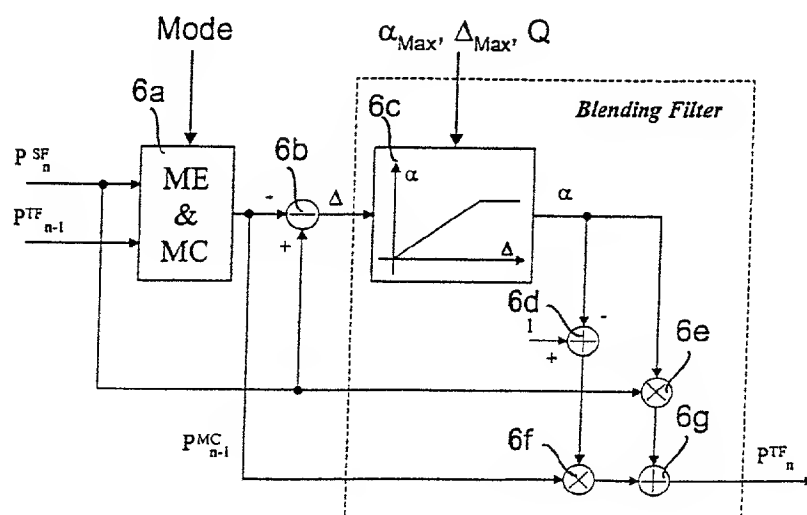 Mode
α_Max, Δ_Max, Q
6a
6c
Blending Filter
P^SF_n
6b
α
ME
&
MC
-
Δ
α
P^TF_n-1
+
Δ
6d
-
1
+
6e
P^MC_n-1
6f
6g
P^TF_n